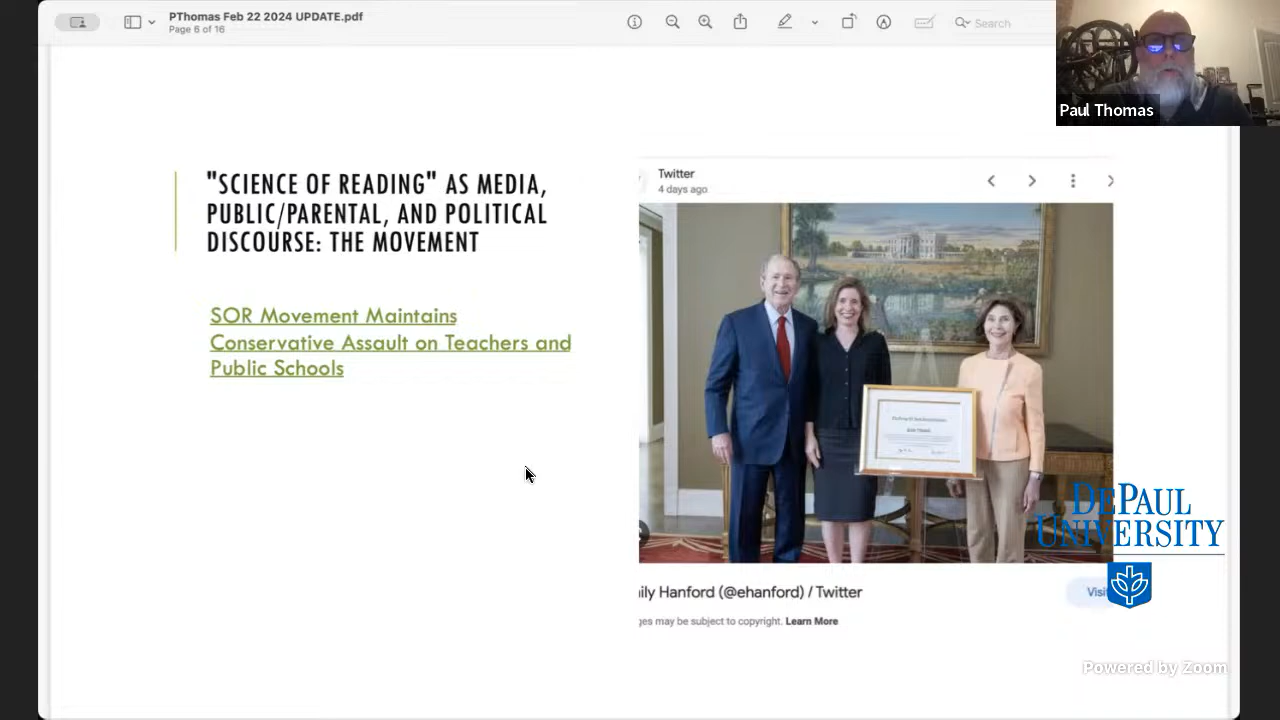 PThomas Feb 22 2024 UPDATE.pdf
Page 6 of 16
Search
Paul Thomas
"SCIENCE OF READING" AS MEDIA,
PUBLIC/PARENTAL, AND POLITICAL
DISCOURSE: THE MOVEMENT
SOR Movement Maintains
Conservative Assault on Teachers and
Public Schools
Twitter
4 days ago
DEPAUL
UNIVERSITY
ily Hanford (@ehanford) / Twitter
Visi
ges may be subject to copyright. Learn More
Powered by Zoom